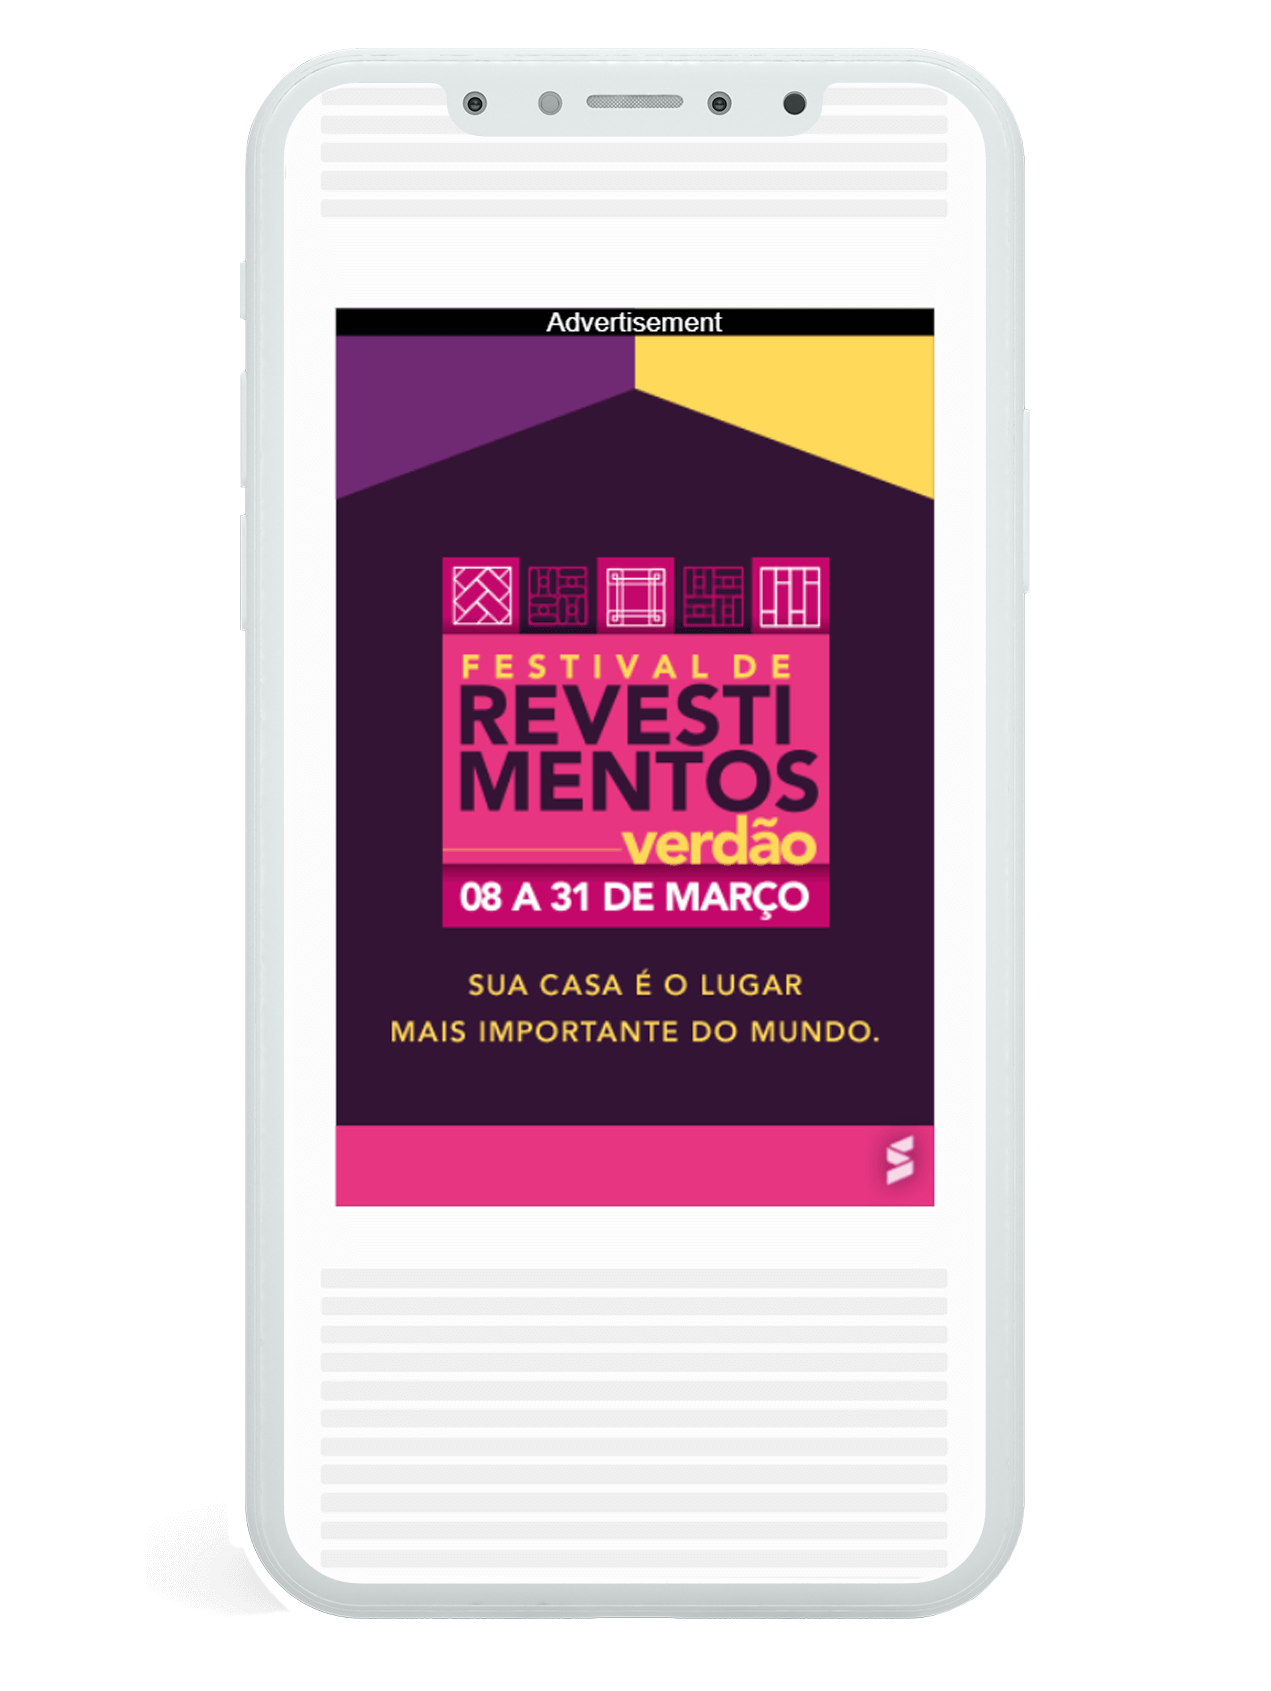 Advertisement
FESTIVAL DE
REVESTI
MENTOS
verdão
08 A 31 DE MARÇO
SUA CASA É O LUGAR
MAIS IMPORTANTE DO MUNDO.